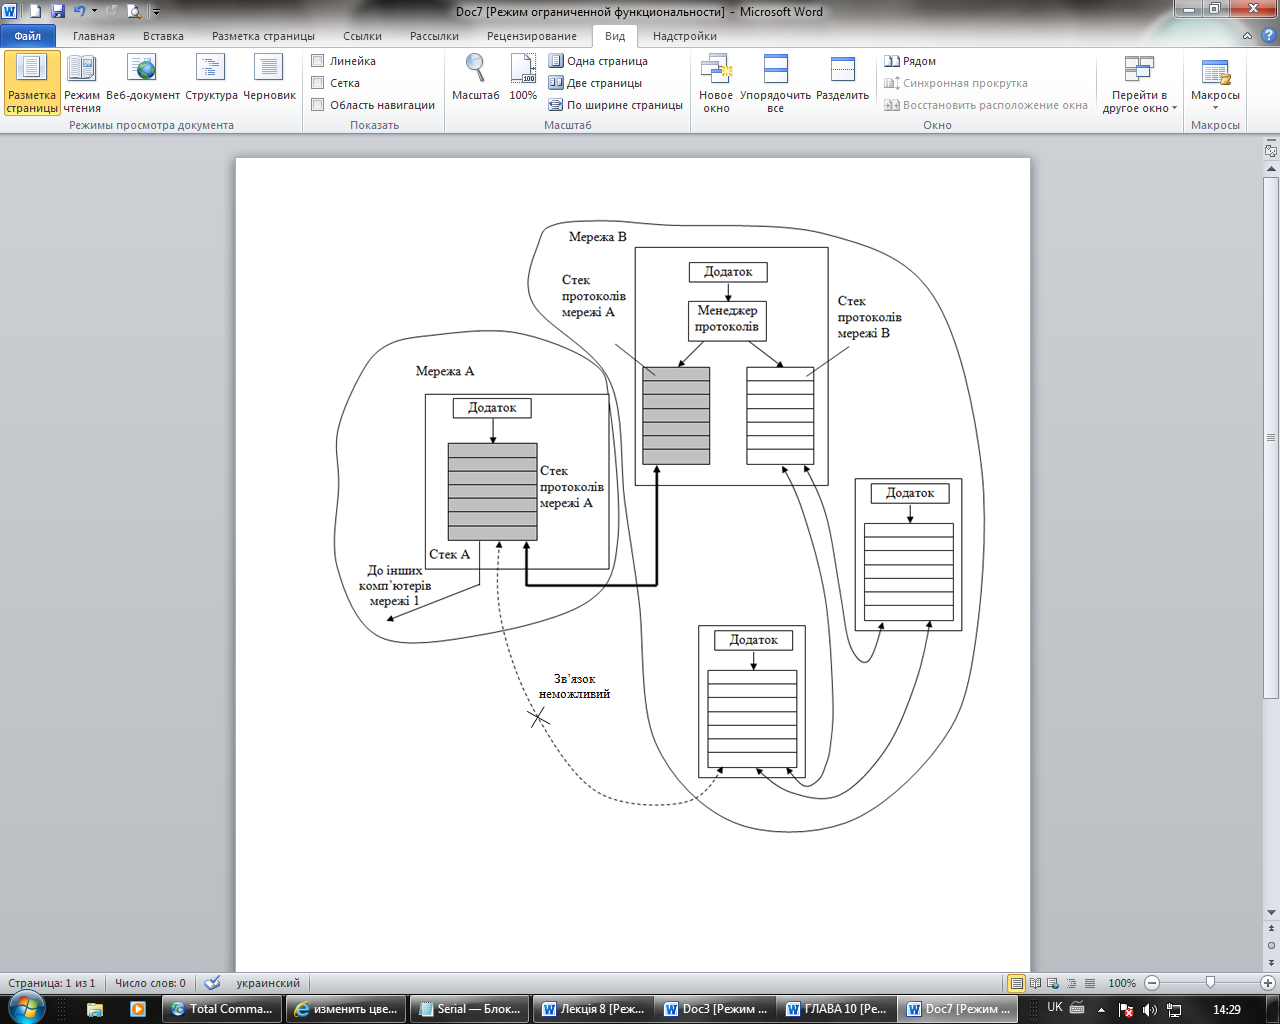 Doc7 [Режим ограниченной функциональности] - Microsoft Word
Файл Главная Вставка Разметка страницы Ссылки Рассылки Рецензирование Вид Надстройки
Разметка страницы
Режим чтения
Веб-документ
Структура
Черновик
Режимы просмотра документа
Линейка
Сетка
Область навигации
Показать
Масштаб
100%
Одна страница
Две страницы
По ширине страницы
Масштаб
Новое окно
Упорядочить все
Разделить
Рядом
Синхронная прокрутка
Восстановить расположение окна
Окно
Перейти в другое окно
Макросы
Макросы
Мережа В
Додаток
Стек
протоколів
мережі А
Менеджер
протоколів
Стек
протоколів
мережі В
Мережа А
Додаток
Стек
протоколів
мережі А
Стек А
До інших
комп’ютерів
мережі 1
Додаток
Додаток
Зв’язок
неможливий
Страница: 1 из 1 Число слов: 0 украинский 100%
Total Comma... изменить цве... Serial — Блок... Лекція 8 [Реж... Doc3 [Режим ... ГЛАВА 10 [Ре... Doc7 [Режим ... UK 14:29